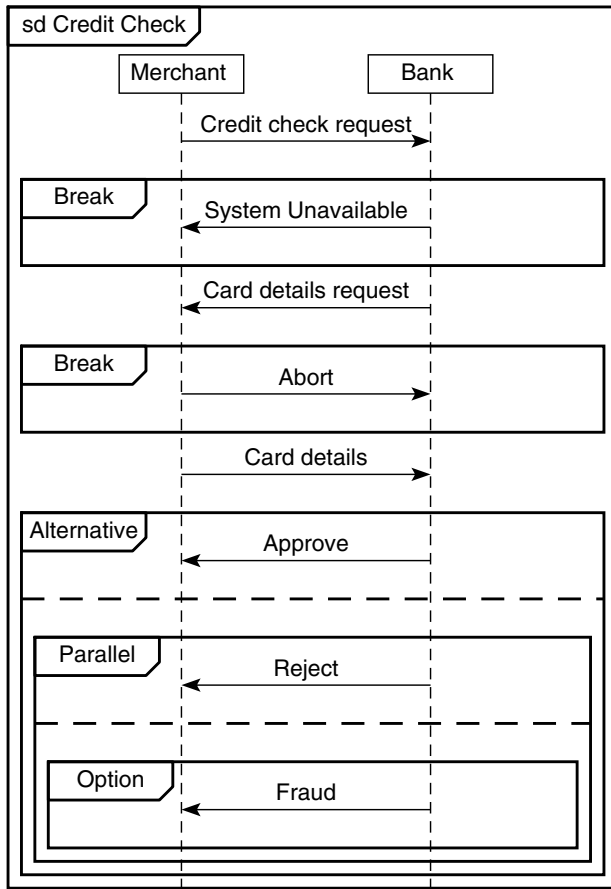 sd Credit Check
Merchant
Bank
Credit check request
Break
System Unavailable
Card details request
Break
Abort
Card details
Alternative
Approve
Parallel
Reject
Option
Fraud